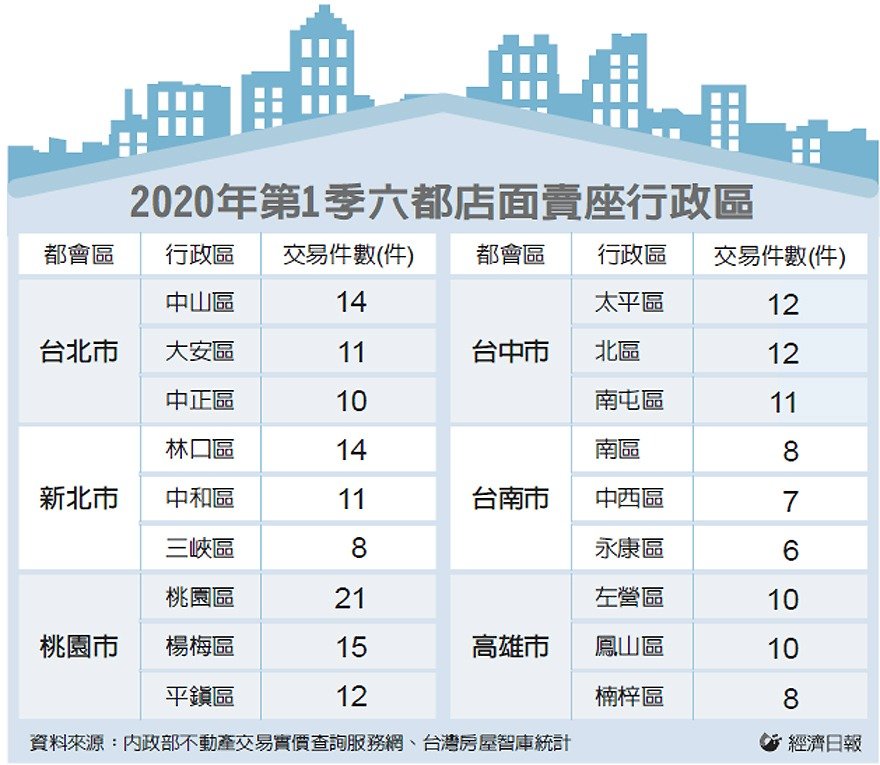 2020年第1季六都店面賣座行政區
都會區 行政區 交易件數(件) 都會區 行政區 交易件數(件)
中山區 14 太平區 12
台北市 大安區 11 台中市 北區 12
中正區 10 南屯區 11
林口區 14 南區 8
新北市 中和區 11 台南市 中西區 7
三峽區 8 永康區 6
桃園區 21 左營區 10
桃園市 楊梅區 15 高雄市 鳳山區 10
平鎮區 12 楠梓區 8
資料來源：內政部不動產交易實價查詢服務網、台灣房屋智庫統計 經濟日報